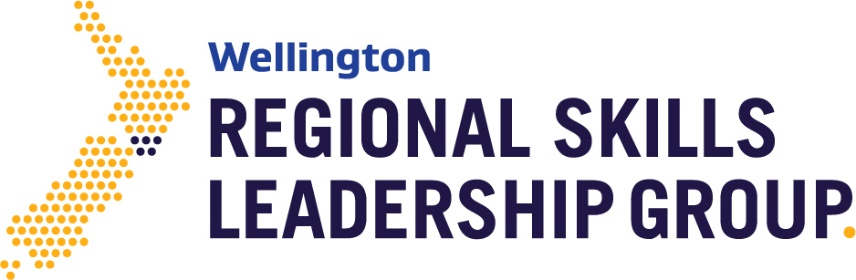 Wellington
REGIONAL SKILLS
LEADERSHIP GROUP.